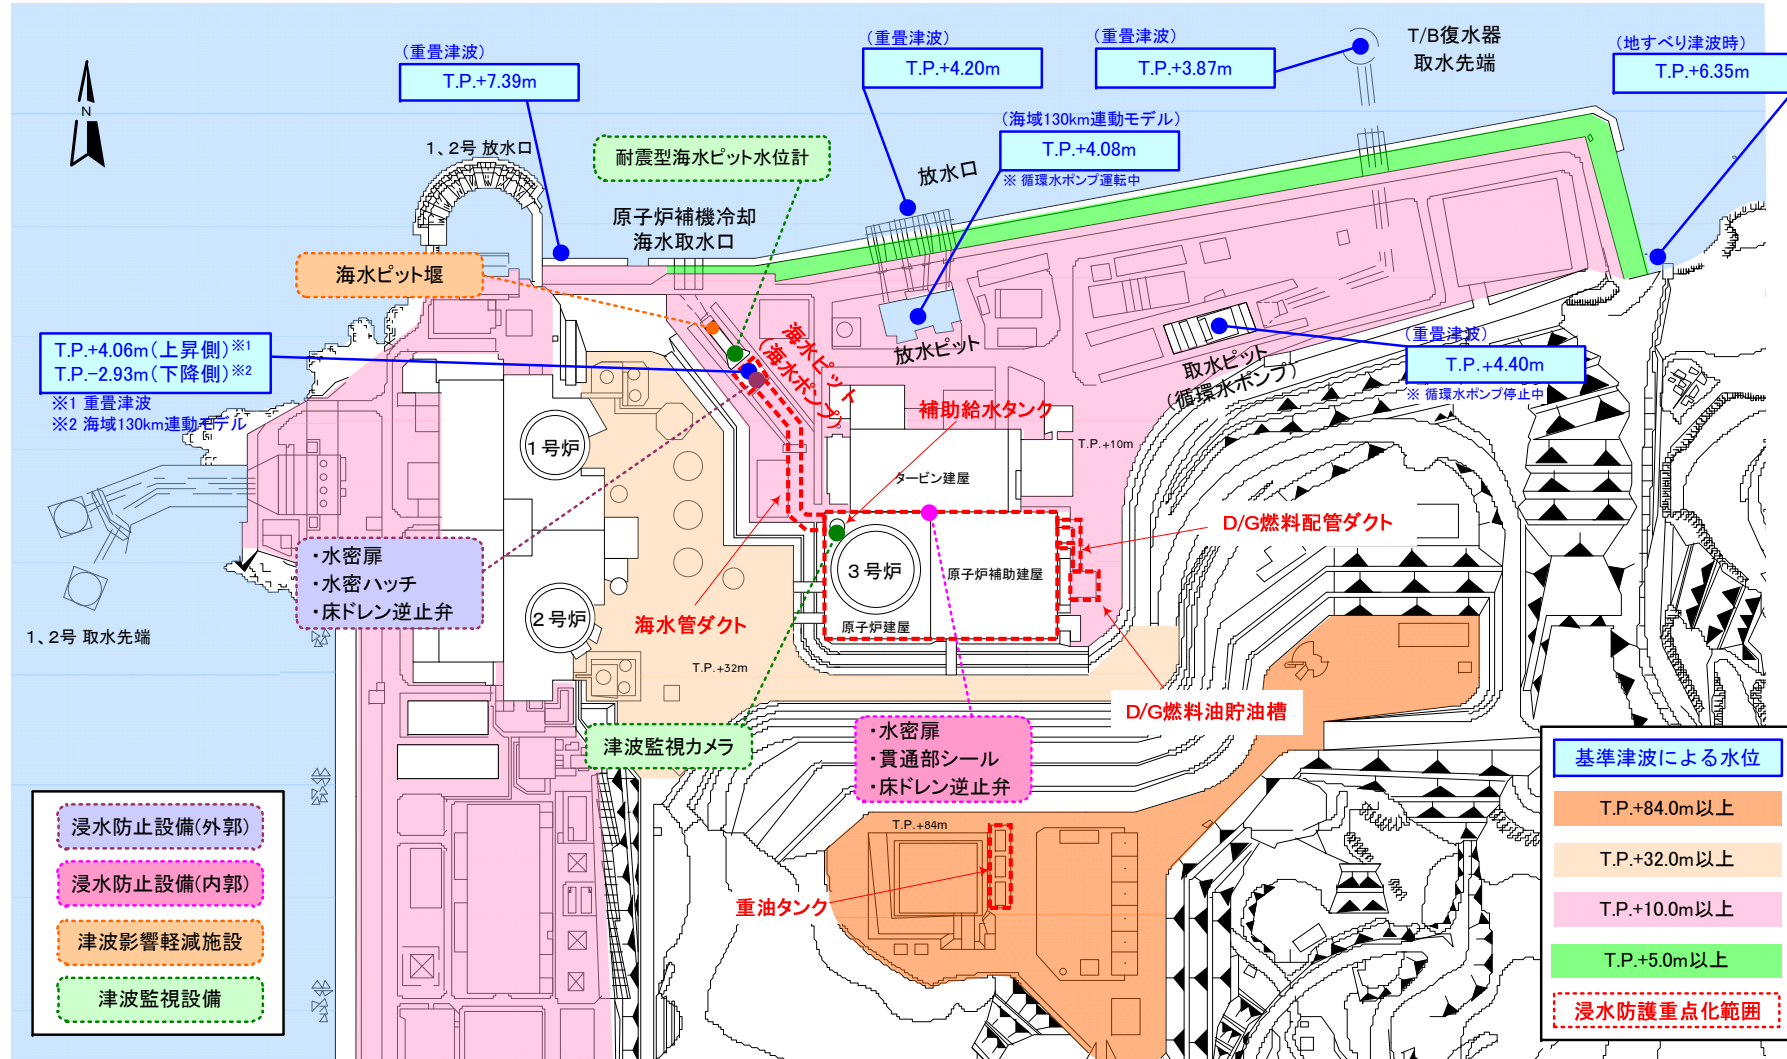 (重畳津波)
T.P.+7.39m
(重畳津波)
T.P.+4.20m
(重畳津波)
T.P.+3.87m
T/B復水器
取水先端
(地すべり津波時)
T.P.+6.35m
N
1、2号 放水口
耐震型海水ピット水位計
(海域130km連動モデル)
T.P.+4.08m
※ 循環水ポンプ運転中
放水口
原子炉補機冷却
海水取水口
海水ピット堰
T.P.+4.06m(上昇側)※1
T.P.-2.93m(下降側)※2
※1 重畳津波
※2 海域130km連動モデル
海水ピット
(海水ポンプ)
放水ピット
取水ピット
(循環水ポンプ)
(重畳津波)
T.P.+4.40m
※ 循環水ポンプ停止中
補助給水タンク
T.P.+10m
1号炉
タービン建屋
D/G燃料配管ダクト
・水密扉
・水密ハッチ
・床ドレン逆止弁
3号炉
原子炉補助建屋
2号炉
海水管ダクト
原子炉建屋
1、2号 取水先端
T.P.+32m
D/G燃料油貯油槽
津波監視カメラ
・水密扉
・貫通部シール
・床ドレン逆止弁
T.P.+84m
重油タンク
浸水防止設備(外郭)
浸水防止設備(内郭)
津波影響軽減施設
津波監視設備
基準津波による水位
T.P.+84.0m以上
T.P.+32.0m以上
T.P.+10.0m以上
T.P.+5.0m以上
浸水防護重点化範囲